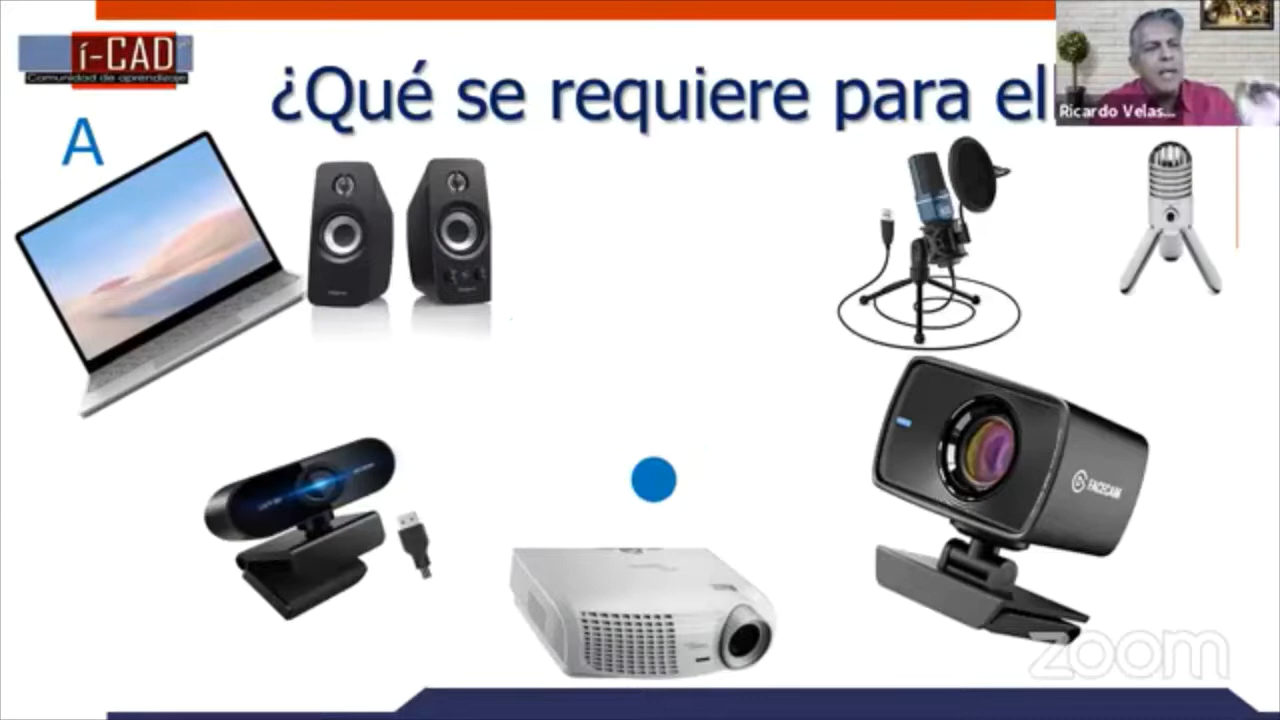 í-CAD
Comunidad de aprendizaje
¿Qué se requiere para el
Ricardo Velas...
A
FACECAM
zoom